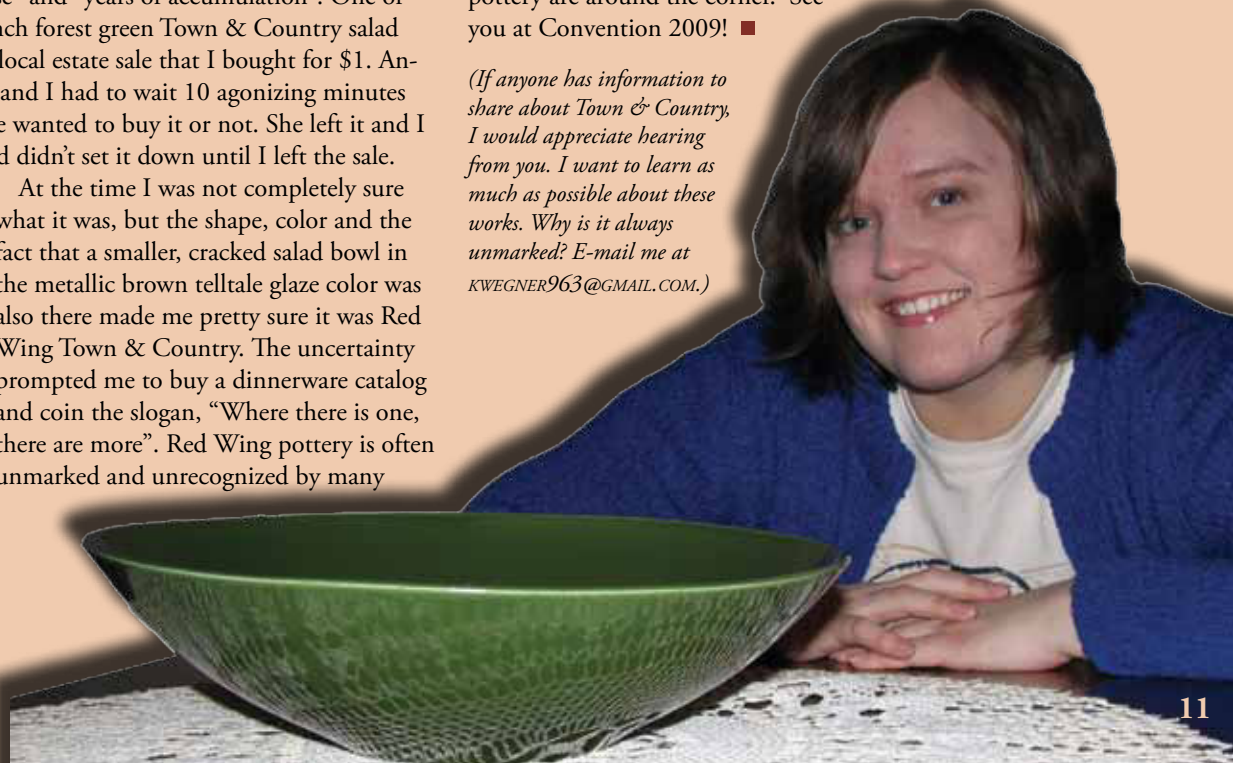 and "years of accumulation". One of
forest green Town & Country salad
local estate sale that I bought for $1. An-
and I had to wait 10 agonizing minutes
wanted to buy it or not. She left it and I
didn't set it down until I left the sale.
At the time I was not completely sure
what it was, but the shape, color and the
fact that a smaller, cracked salad bowl in
the metallic brown telltale glaze color was
also there made me pretty sure it was Red
Wing Town & Country. The uncertainty
prompted me to buy a dinnerware catalog
and coin the slogan, “Where there is one,
there are more”. Red Wing pottery is often
unmarked and unrecognized by many
pottery are around the corner. See
you at Convention 2009! ■
(If anyone has information to
share about Town & Country,
I would appreciate hearing
from you. I want to learn as
much as possible about these
works. Why is it always
unmarked? E-mail me at
KWEGNER963@GMAIL.COM.)
11